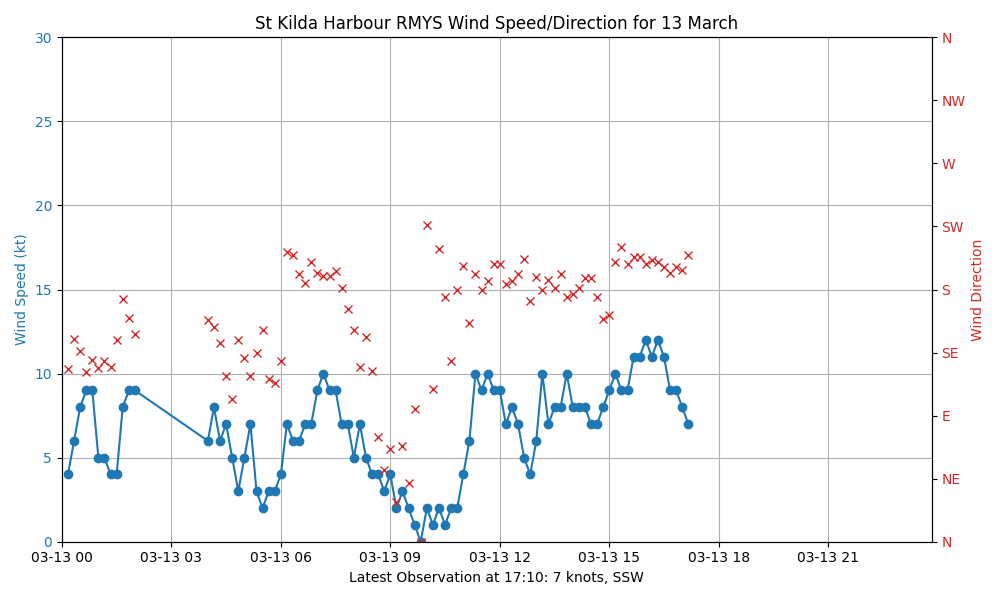 St Kilda Harbour RMYS Wind Speed/Direction for 13 March
30
25
20
15
10
5
0
Wind Speed (kt)
N
NW
W
SW
S
SE
E
NE
N
Wind Direction
03-13 00
03-13 03
03-13 06
03-13 09
03-13 12
03-13 15
03-13 18
03-13 21
Latest Observation at 17:10: 7 knots, SSW